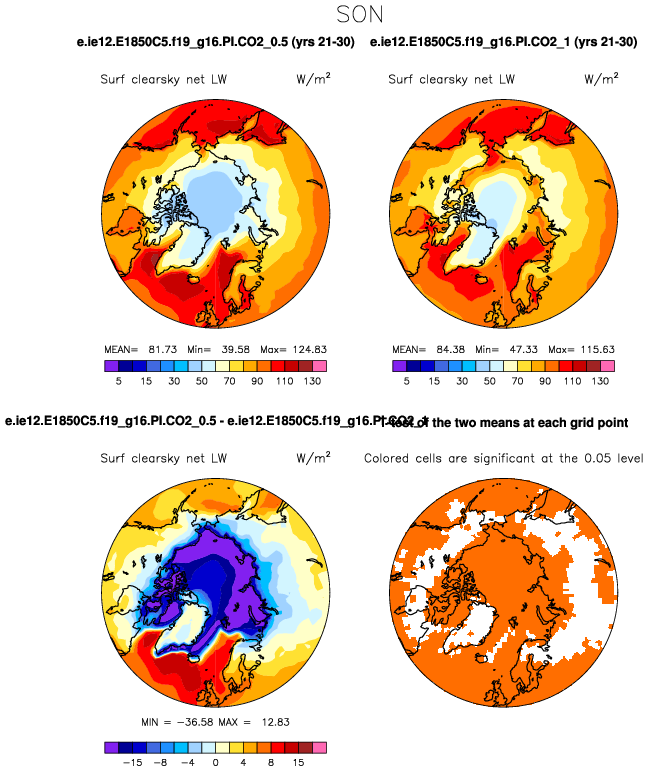 SON
e.ie12.E1850C5.f19_g16.PI.CO2_0.5 (yrs 21-30)
e.ie12.E1850C5.f19_g16.PI.CO2_1 (yrs 21-30)
Surf clearsky net LW W/m²
Surf clearsky net LW W/m²
MEAN= 81.73 Min= 39.58 Max= 124.83
5 15 30 50 70 90 110 130
MEAN= 84.38 Min= 47.33 Max= 115.63
5 15 30 50 70 90 110 130
e.ie12.E1850C5.f19_g16.PI.CO2_0.5 - e.ie12.E1850C5.f19_g16.PI.CO2_1
T-test of the two means at each grid point
Surf clearsky net LW W/m²
Colored cells are significant at the 0.05 level
MIN = -36.58 MAX = 12.83
-15 -8 -4 0 4 8 15